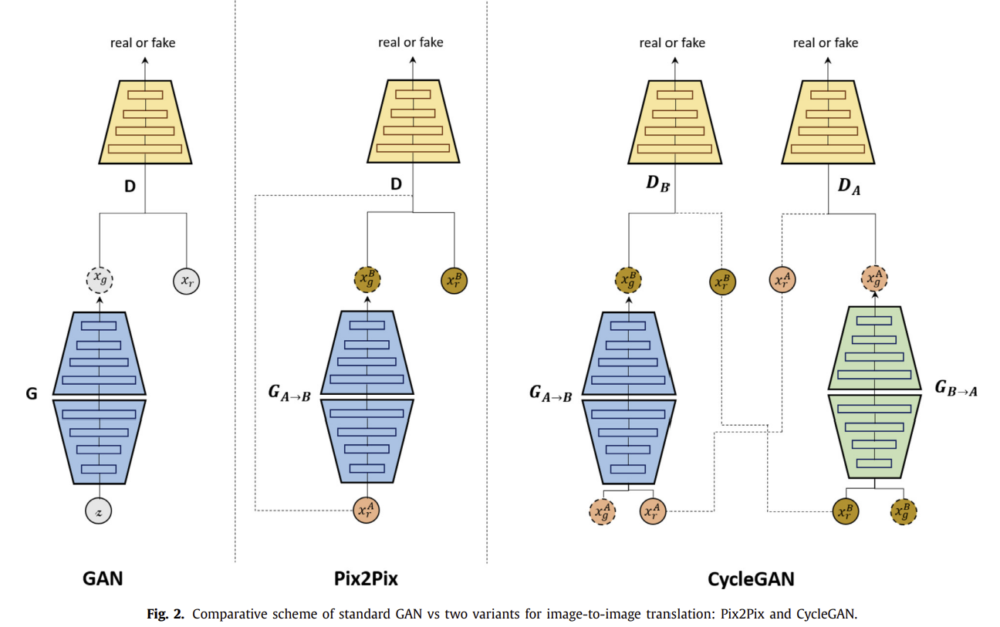 real or fake
real or fake
real or fake
real or fake
D
D
D_B
D_A
x_g
x_r
x_g^B
x_r^B
x_g^B
x_r^B
x_r^A
x_g^A
G
G_{A→B}
G_{A→B}
G_{B→A}
z
x_r^A
x_g^A
x_r^A
x_r^B
x_g^B
GAN
Pix2Pix
CycleGAN
Fig. 2. Comparative scheme of standard GAN vs two variants for image-to-image translation: Pix2Pix and CycleGAN.